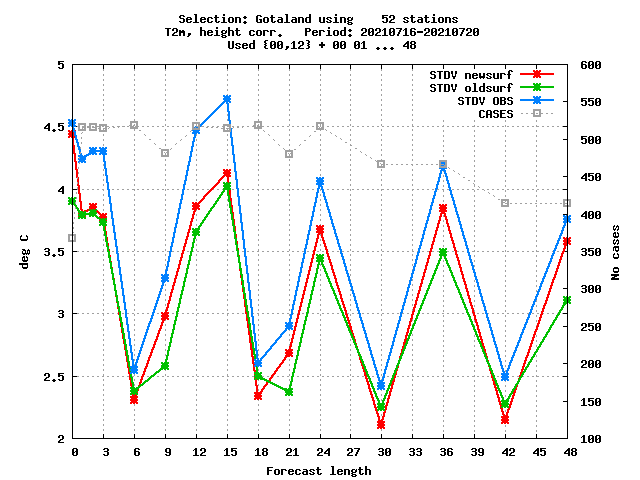 Selection: Gotaland using    52 stations
T2m, height corr.   Period: 20210716-20210720
Used {00,12} + 00 01 ... 48
STDV newsurf
STDV oldsurf
STDV OBS
CASES
5
4.5
4
3.5
3
2.5
2
deg C
600
550
500
450
400
350
300
250
200
150
100
No cases
0 3 6 9 12 15 18 21 24 27 30 33 36 39 42 45 48
Forecast length